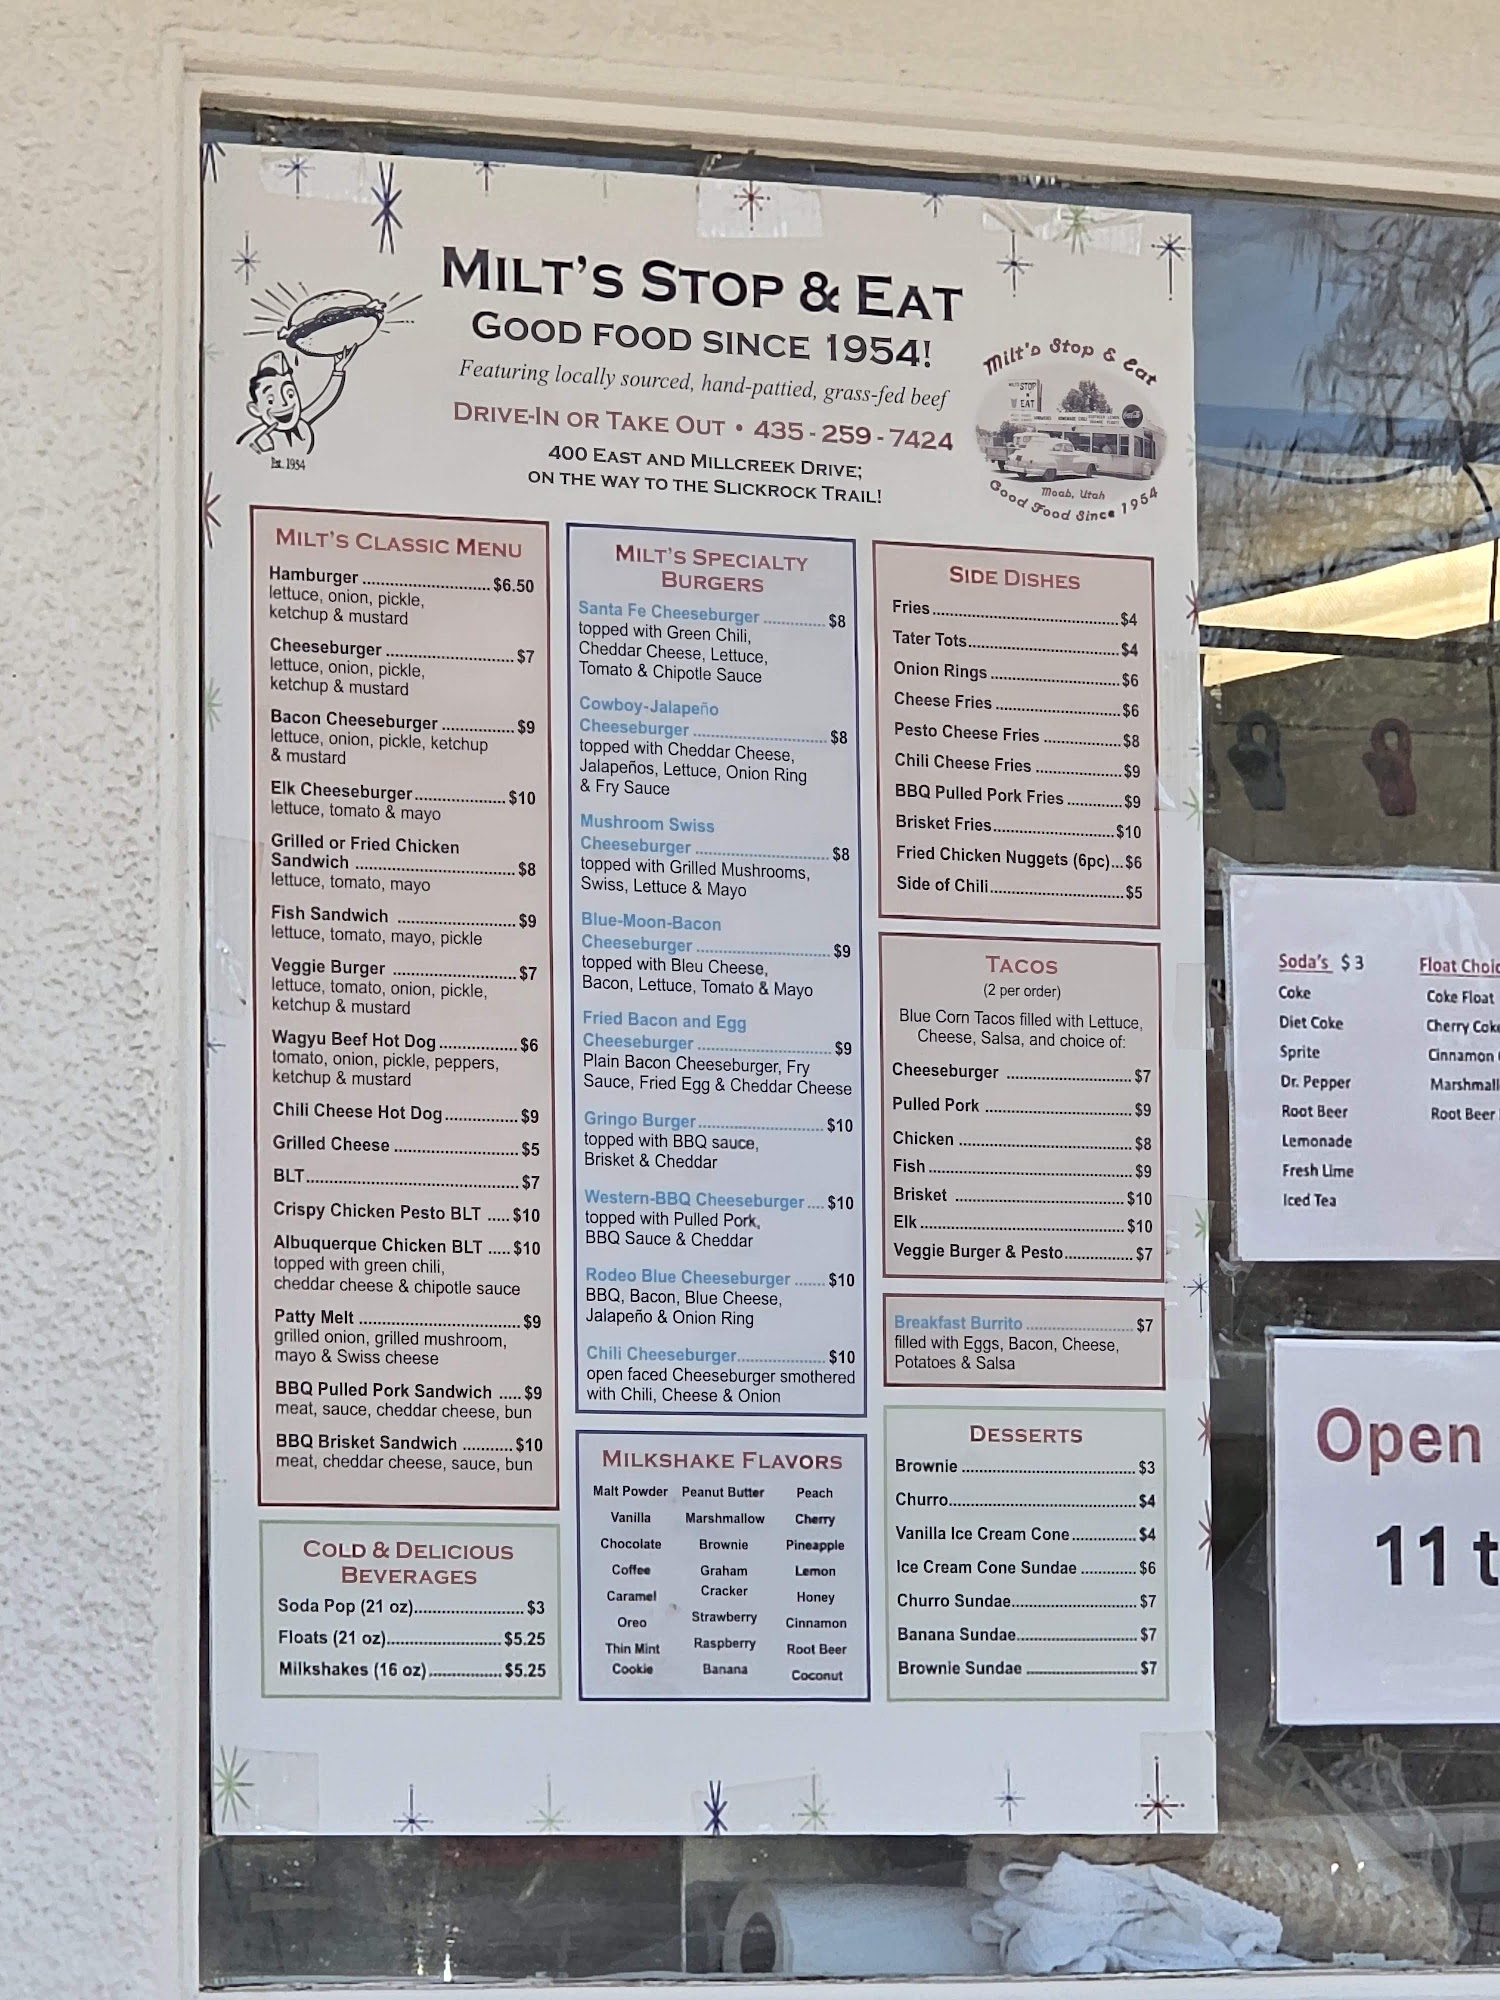 MILT'S STOP & EAT
GOOD FOOD SINCE 1954!
Featuring locally sourced, hand-pattied, grass-fed beef
DRIVE-IN OR TAKE OUT • 435-259-7424
400 EAST AND MILLCREEK DRIVE;
ON THE WAY TO THE SLICKROCK TRAIL!
Est. 1954
Milt's Stop & Eat
STOP
EAT
Moab, Utah
Good Food Since 1954
MILT'S CLASSIC MENU
Hamburger ........................... $6.50
lettuce, onion, pickle,
ketchup & mustard
Cheeseburger ........................... $7
lettuce, onion, pickle,
ketchup & mustard
Bacon Cheeseburger ............... $9
lettuce, onion, pickle, ketchup
& mustard
Elk Cheeseburger .................... $10
lettuce, tomato & mayo
Grilled or Fried Chicken
Sandwich ................................. $8
lettuce, tomato, mayo
Fish Sandwich ........................ $9
lettuce, tomato, mayo, pickle
Veggie Burger ......................... $7
lettuce, tomato, onion, pickle,
ketchup & mustard
Wagyu Beef Hot Dog ................ $6
tomato, onion, pickle, peppers,
ketchup & mustard
Chili Cheese Hot Dog ............... $9
Grilled Cheese ......................... $5
BLT ........................................... $7
Crispy Chicken Pesto BLT ..... $10
Albuquerque Chicken BLT ..... $10
topped with green chili,
cheddar cheese & chipotle sauce
Patty Melt ................................. $9
grilled onion, grilled mushroom,
mayo & Swiss cheese
BBQ Pulled Pork Sandwich ..... $9
meat, sauce, cheddar cheese, bun
BBQ Brisket Sandwich ........... $10
meat, cheddar cheese, sauce, bun
COLD & DELICIOUS
BEVERAGES
Soda Pop (21 oz) ........................ $3
Floats (21 oz) ......................... $5.25
Milkshakes (16 oz) ................ $5.25
MILT'S SPECIALTY
BURGERS
Santa Fe Cheeseburger ............. $8
topped with Green Chili,
Cheddar Cheese, Lettuce,
Tomato & Chipotle Sauce
Cowboy-Jalapeño
Cheeseburger ............................ $8
topped with Cheddar Cheese,
Jalapeños, Lettuce, Onion Ring
& Fry Sauce
Mushroom Swiss
Cheeseburger ............................ $8
topped with Grilled Mushrooms,
Swiss, Lettuce & Mayo
Blue-Moon-Bacon
Cheeseburger ............................ $9
topped with Bleu Cheese,
Bacon, Lettuce, Tomato & Mayo
Fried Bacon and Egg
Cheeseburger ............................ $9
Plain Bacon Cheeseburger, Fry
Sauce, Fried Egg & Cheddar Cheese
Gringo Burger .......................... $10
topped with BBQ sauce,
Brisket & Cheddar
Western-BBQ Cheeseburger .... $10
topped with Pulled Pork,
BBQ Sauce & Cheddar
Rodeo Blue Cheeseburger ....... $10
BBQ, Bacon, Blue Cheese,
Jalapeño & Onion Ring
Chili Cheeseburger ................... $10
open faced Cheeseburger smothered
with Chili, Cheese & Onion
MILKSHAKE FLAVORS
Malt Powder
Vanilla
Chocolate
Coffee
Caramel
Oreo
Thin Mint
Cookie
Peanut Butter
Marshmallow
Brownie
Graham
Cracker
Strawberry
Raspberry
Banana
Peach
Cherry
Pineapple
Lemon
Honey
Cinnamon
Root Beer
Coconut
SIDE DISHES
Fries ........................................ $4
Tater Tots ................................ $4
Onion Rings ............................ $6
Cheese Fries ........................... $6
Pesto Cheese Fries ................. $8
Chili Cheese Fries ................... $9
BBQ Pulled Pork Fries ............ $9
Brisket Fries .......................... $10
Fried Chicken Nuggets (6pc)... $6
Side of Chili ............................. $5
TACOS
(2 per order)
Blue Corn Tacos filled with Lettuce,
Cheese, Salsa, and choice of:
Cheeseburger .......................... $7
Pulled Pork .............................. $9
Chicken ................................... $8
Fish ......................................... $9
Brisket ................................... $10
Elk .......................................... $10
Veggie Burger & Pesto .............. $7
Breakfast Burrito ...................... $7
filled with Eggs, Bacon, Cheese,
Potatoes & Salsa
DESSERTS
Brownie .................................... $3
Churro ...................................... $4
Vanilla Ice Cream Cone ............. $4
Ice Cream Cone Sundae ............ $6
Churro Sundae ......................... $7
Banana Sundae ........................ $7
Brownie Sundae ....................... $7
Soda's $ 3
Coke
Diet Coke
Sprite
Dr. Pepper
Root Beer
Lemonade
Fresh Lime
Iced Tea
Float
Coke Float
Cherry
Cinnamon
Root Beer
Open
11